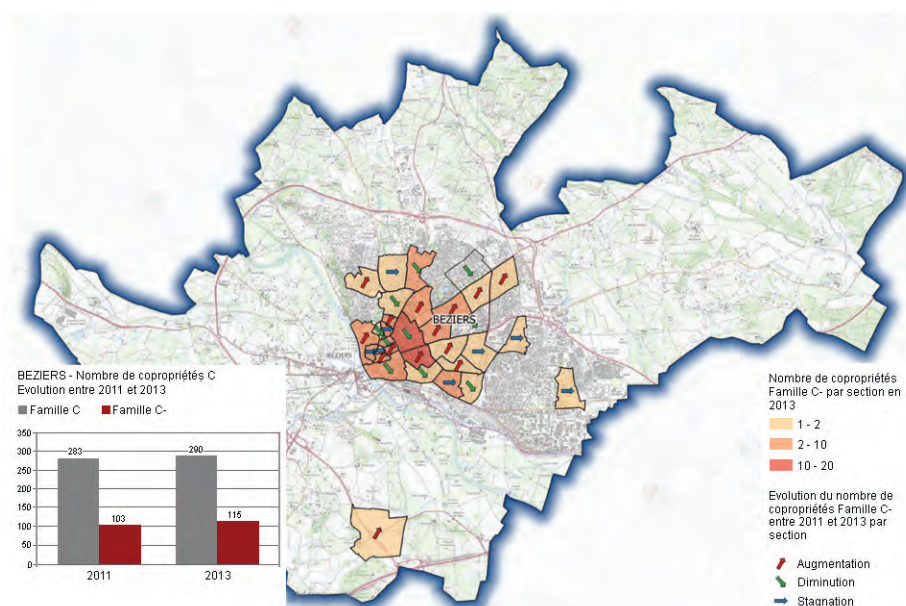 BEZIERS
BEZIERS
BEZIERS - Nombre de copropriétés C
Evolution entre 2011 et 2013
Famille C
Famille C-
350
300
250
200
150
100
50
0
283
103
290
115
2011
2013
Nombre de copropriétés
Famille C- par section en
2013
1 - 2
2 - 10
10 - 20
Evolution du nombre de
copropriétés Famille C-
entre 2011 et 2013 par
section
Augmentation
Diminution
Stagnation